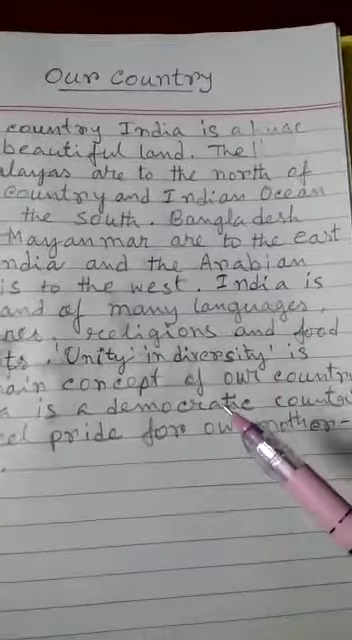 Our Country
country India is a huge
beautiful land. The
alayas are to the north of
country and Indian Ocean
the south. Bangladesh
Mayanmar are to the east
ndia and the Arabian
is to the west. India is
and of many languages,
religions and food
its. 'Unity in diversity' is
ain concept of our country
a is a democratic count
el pride for our mother-